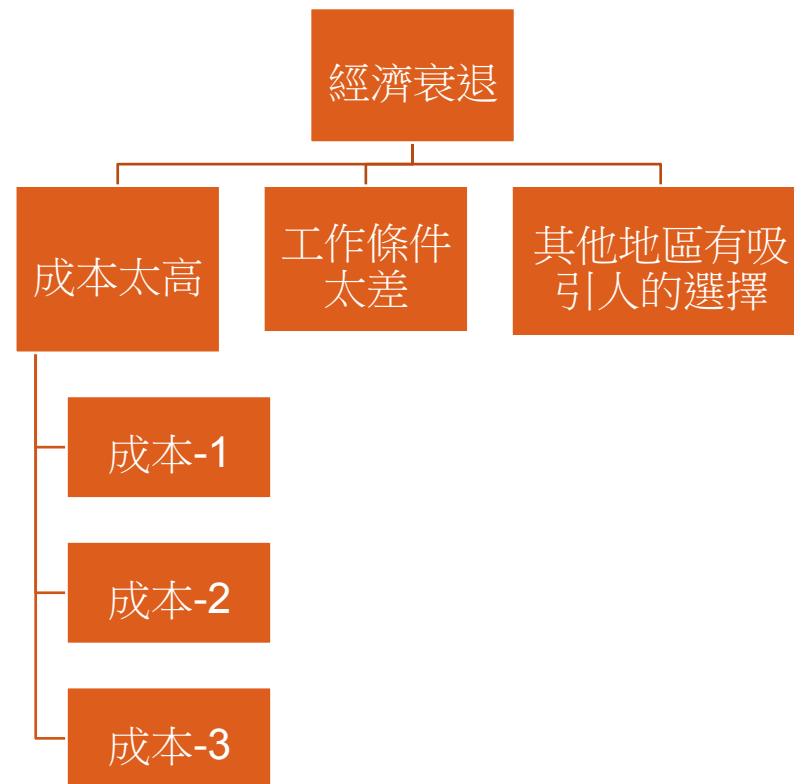 經濟衰退
成本太高
工作條件
太差
其他地區有吸
引人的選擇
成本-1
成本-2
成本-3